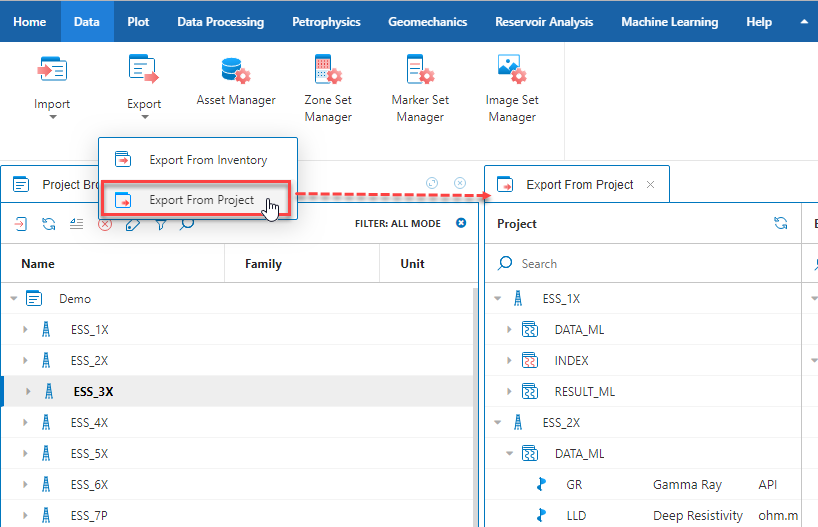 Home Data Plot Data Processing Petrophysics Geomechanics Reservoir Analysis Machine Learning Help
Import Export Asset Manager Zone Set Manager Marker Set Manager Image Set Manager
Export From Inventory
Export From Project
Project Bro
Export From Project
FILTER: ALL MODE
Name Family Unit
Demo
ESS_1X
ESS_2X
ESS_3X
ESS_4X
ESS_5X
ESS_6X
ESS_7P
Project
Search
ESS_1X
DATA_ML
INDEX
RESULT_ML
ESS_2X
DATA_ML
GR Gamma Ray API
LLD Deep Resistivity ohm.m